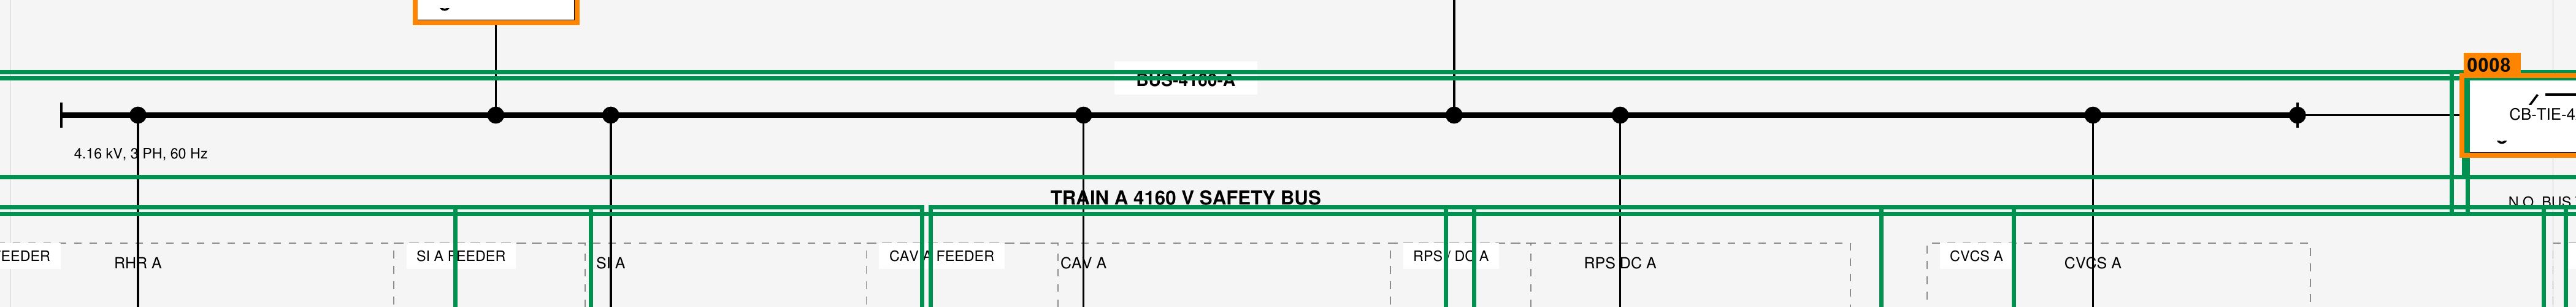 0008
BUS-4160-A
CB-TIE-4
4.16 kV, 3 PH, 60 Hz
TRAIN A 4160 V SAFETY BUS
N.O. BUS
FEEDER
RHR A
SI A FEEDER
SI A
CAV A FEEDER
CAV A
RPS / DC A
RPS DC A
CVCS A
CVCS A